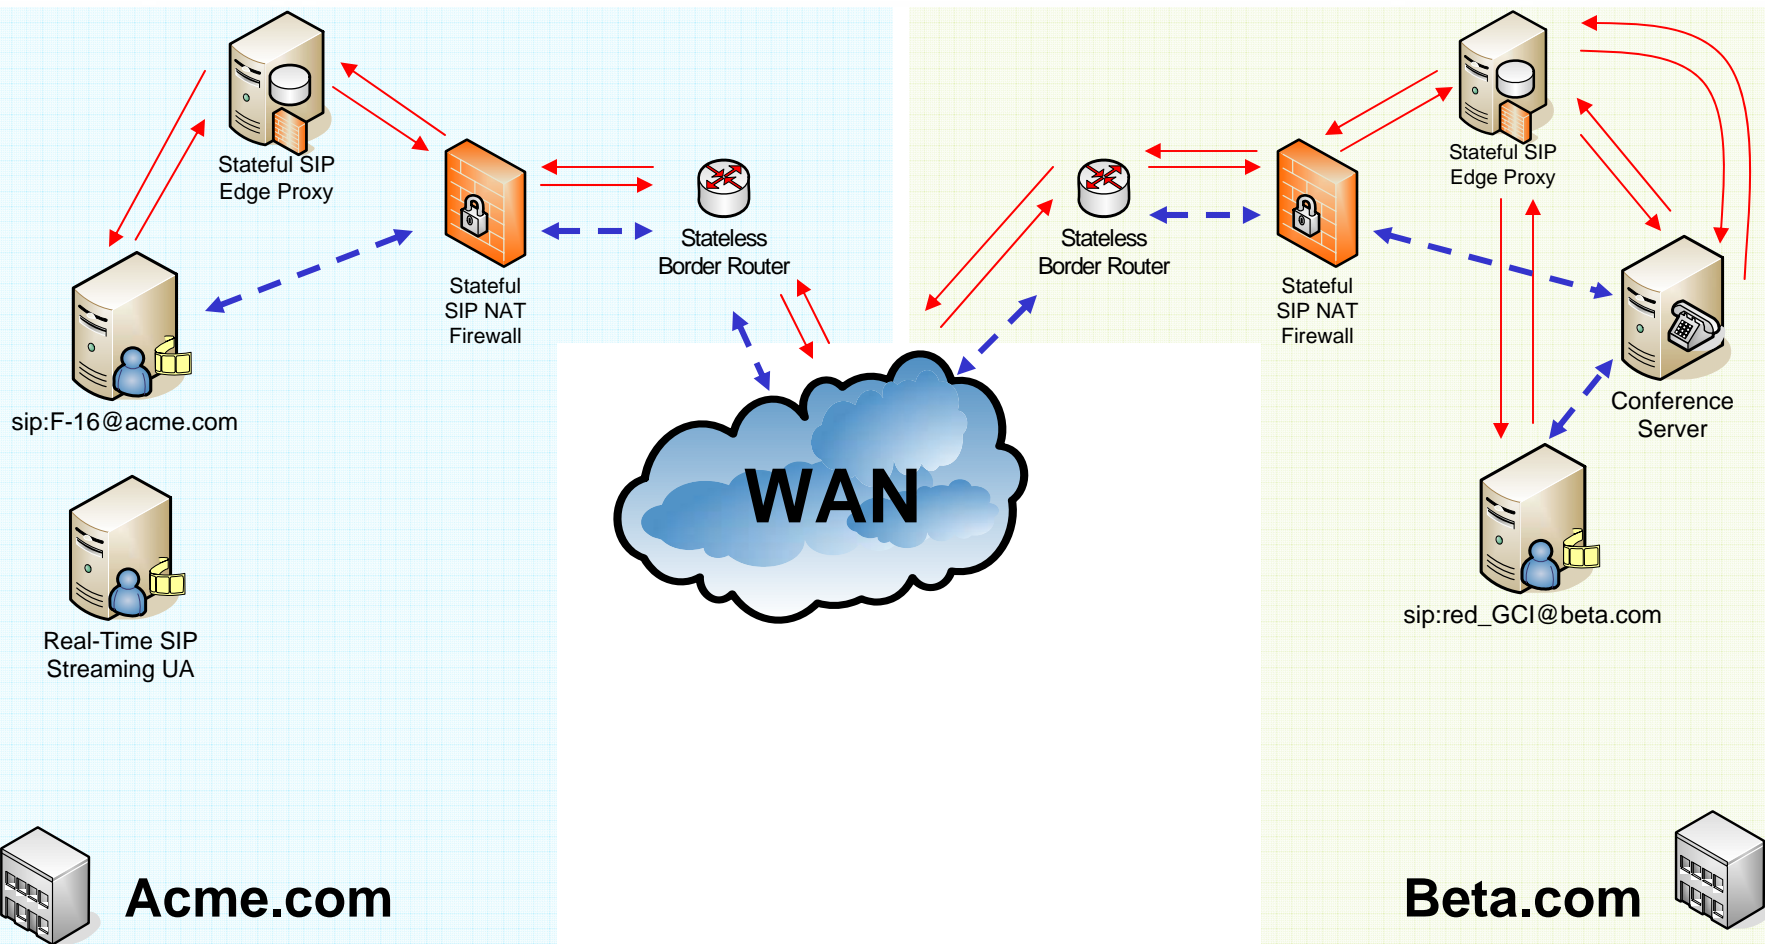 Stateful SIP
Edge Proxy
Stateful
SIP NAT
Firewall
Stateless
Border Router
sip:F-16@acme.com
Real-Time SIP
Streaming UA
Acme.com
WAN
Stateless
Border Router
Stateful
SIP NAT
Firewall
Stateful SIP
Edge Proxy
Conference
Server
sip:red_GCI@beta.com
Beta.com